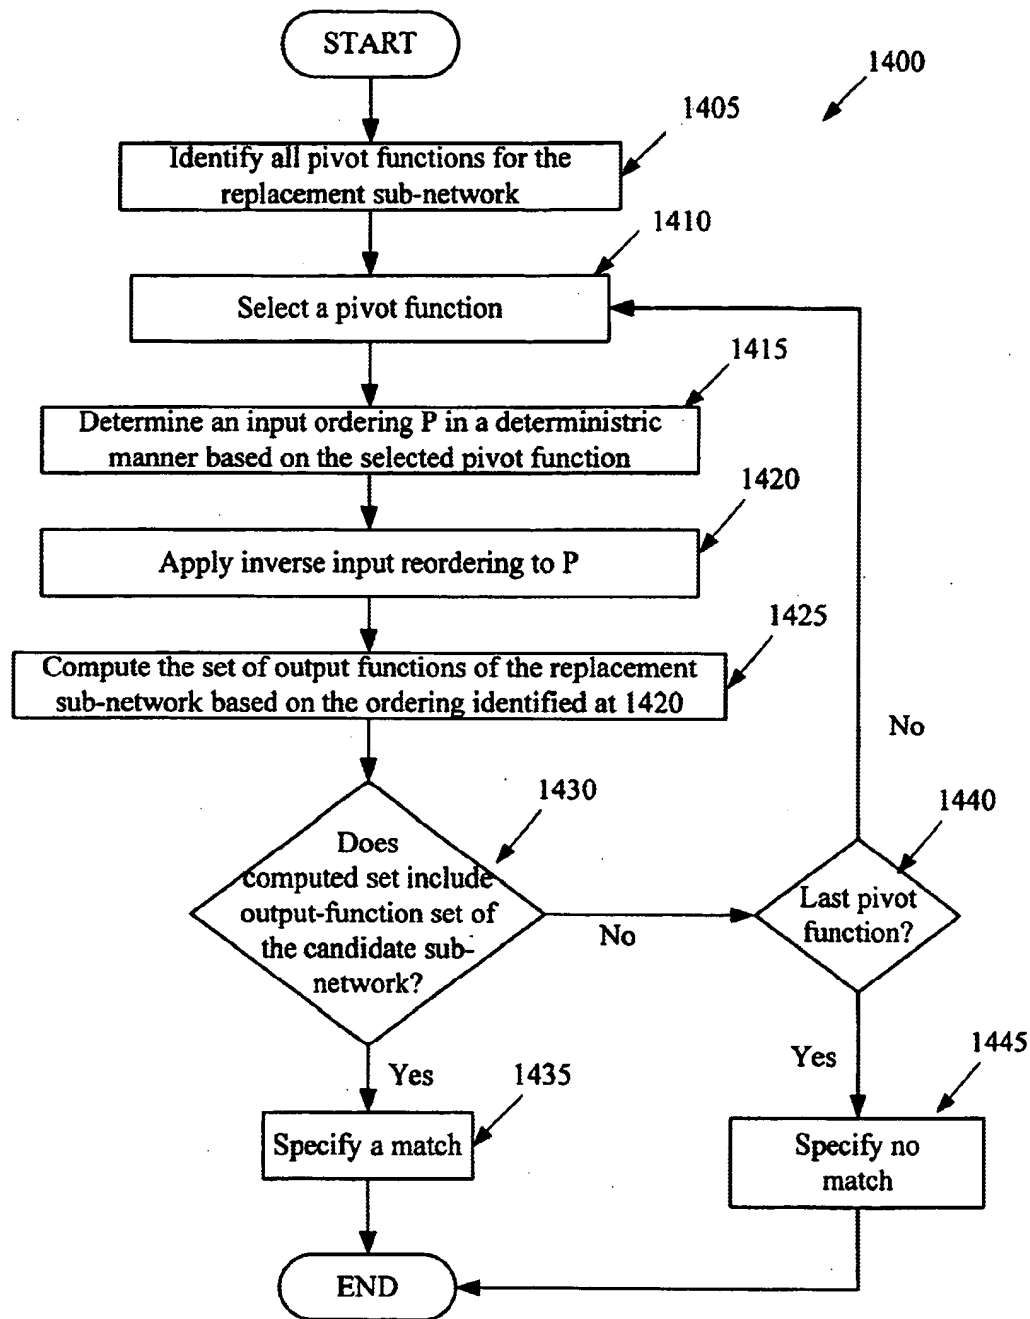 START
1400
1405
Identify all pivot functions for the
replacement sub-network
1410
Select a pivot function
1415
Determine an input ordering P in a deterministric
manner based on the selected pivot function
1420
Apply inverse input reordering to P
1425
Compute the set of output functions of the replacement
sub-network based on the ordering identified at 1420
No
1430
Does
computed set include
output-function set of
the candidate sub-
network?
No
1440
Last pivot
function?
Yes
1435
Specify a match
Yes
1445
Specify no
match
END